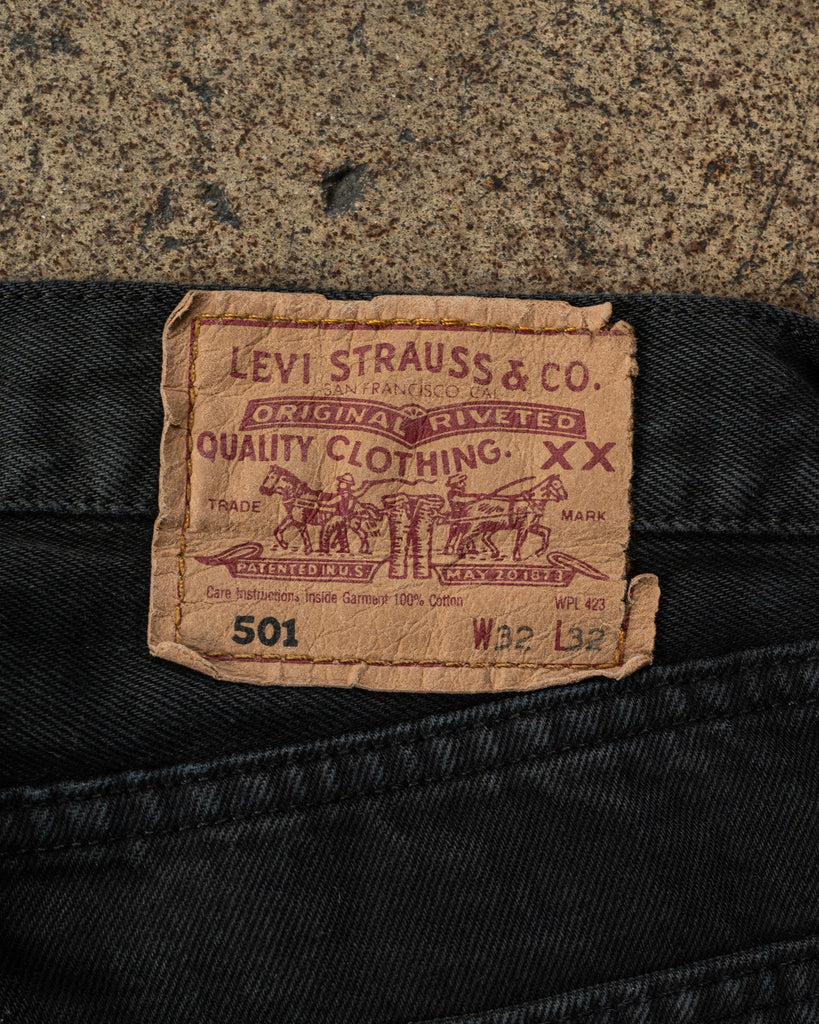 LEVI STRAUSS & CO.
SAN FRANCISCO CAL
ORIGINAL RIVETED
QUALITY CLOTHING. XX
TRADE MARK
PATENTED IN U.S. MAY 20 1873
Care Instructions Inside Garment 100% Cotton WPL 423
501 W32 L32